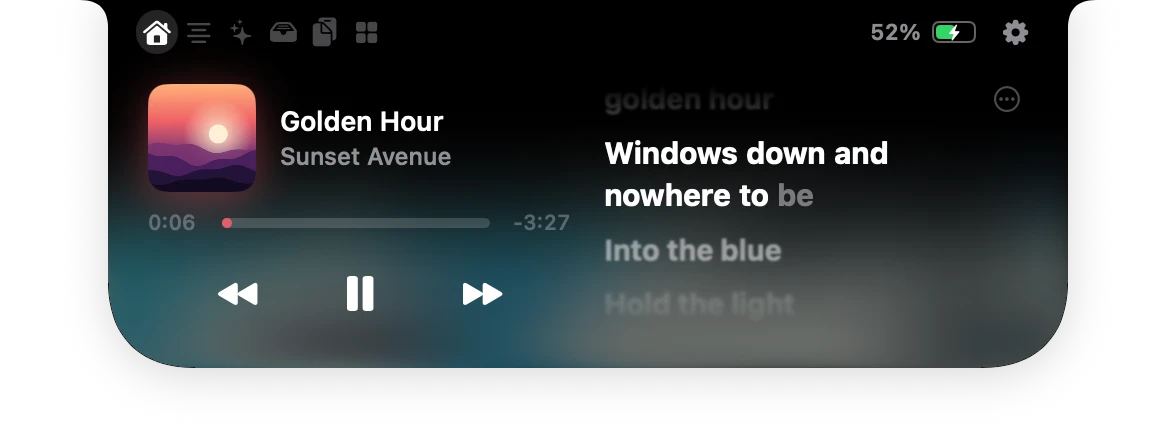 52%
Golden Hour
Sunset Avenue
0:06
-3:27
golden hour
Windows down and
nowhere to be
Into the blue
Hold the light